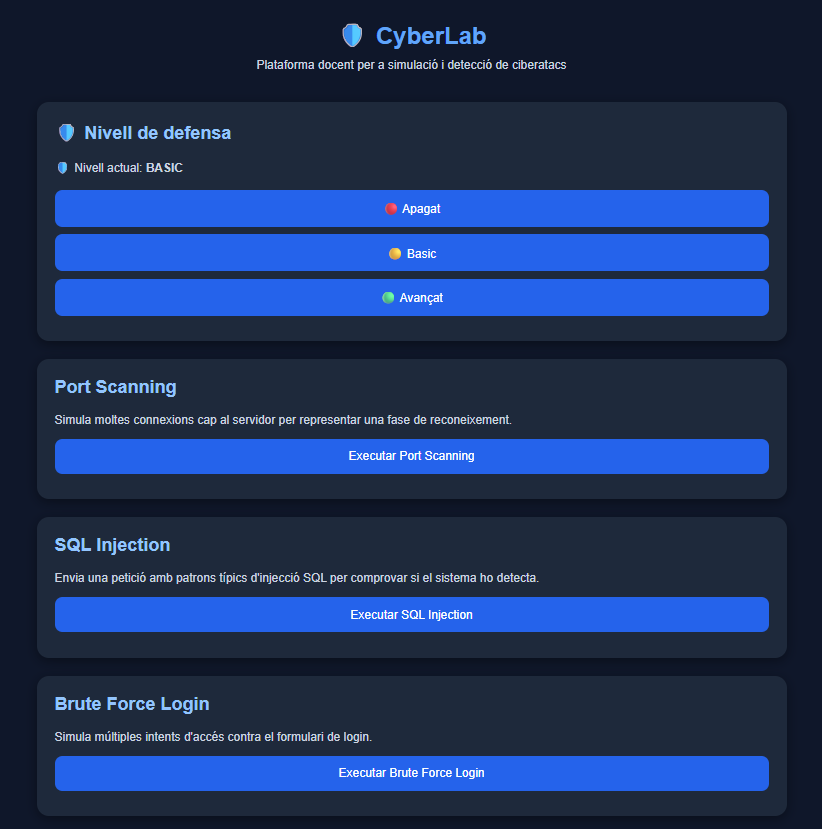 CyberLab
Plataforma docent per a simulació i detecció de ciberatacs
Nivell de defensa
Nivell actual: BASIC
Apagat
Basic
Avançat
Port Scanning
Simula moltes connexions cap al servidor per representar una fase de reconeixement.
Executar Port Scanning
SQL Injection
Envia una petició amb patrons típics d'injecció SQL per comprovar si el sistema ho detecta.
Executar SQL Injection
Brute Force Login
Simula múltiples intents d'accés contra el formulari de login.
Executar Brute Force Login